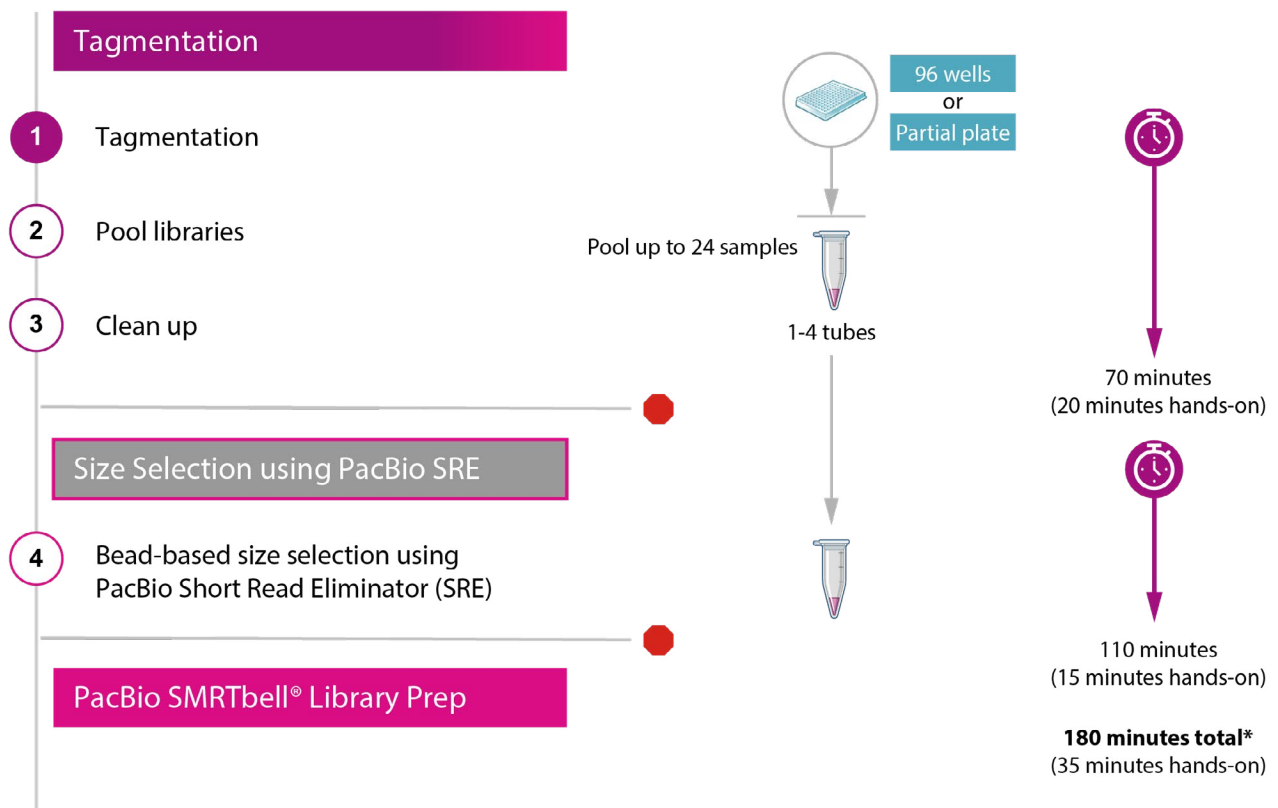 Tagmentation
96 wells
or
Partial plate
1 Tagmentation
2 Pool libraries
Pool up to 24 samples
3 Clean up
1-4 tubes
70 minutes
(20 minutes hands-on)
Size Selection using PacBio SRE
4 Bead-based size selection using
PacBio Short Read Eliminator (SRE)
110 minutes
(15 minutes hands-on)
PacBio SMRTbell® Library Prep
180 minutes total*
(35 minutes hands-on)